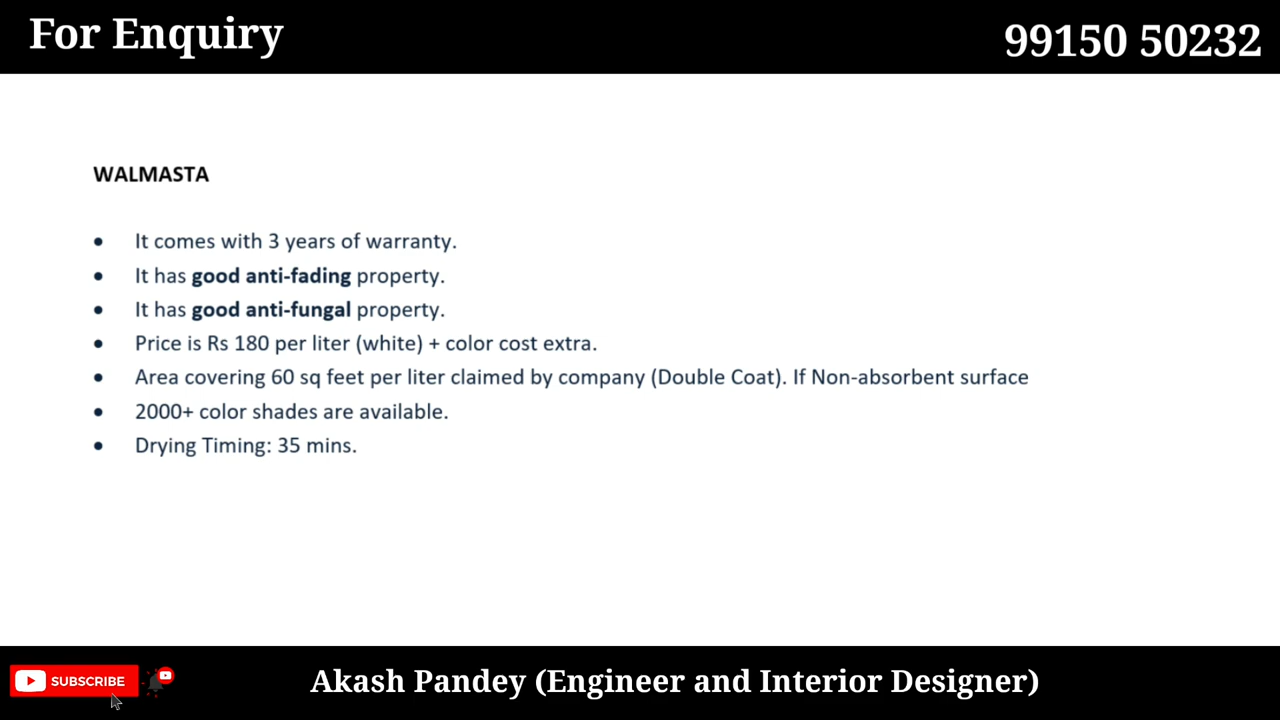 For Enquiry
99150 50232
WALMASTA
• It comes with 3 years of warranty.
• It has good anti-fading property.
• It has good anti-fungal property.
• Price is Rs 180 per liter (white) + color cost extra.
• Area covering 60 sq feet per liter claimed by company (Double Coat). If Non-absorbent surface
• 2000+ color shades are available.
• Drying Timing: 35 mins.
SUBSCRIBE
Akash Pandey (Engineer and Interior Designer)